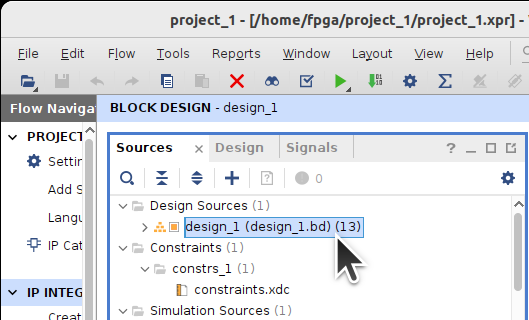 project_1 - [/home/fpga/project_1/project_1.xpr] -
File Edit Flow Tools Reports Window Layout View Help
Flow Naviga
BLOCK DESIGN - design_1
PROJECT
Settin
Add S
Langu
IP Cat
IP INTEG
Create
Sources × Design Signals ? _
0
Design Sources (1)
design_1 (design_1.bd) (13)
Constraints (1)
constrs_1 (1)
constraints.xdc
Simulation Sources (1)